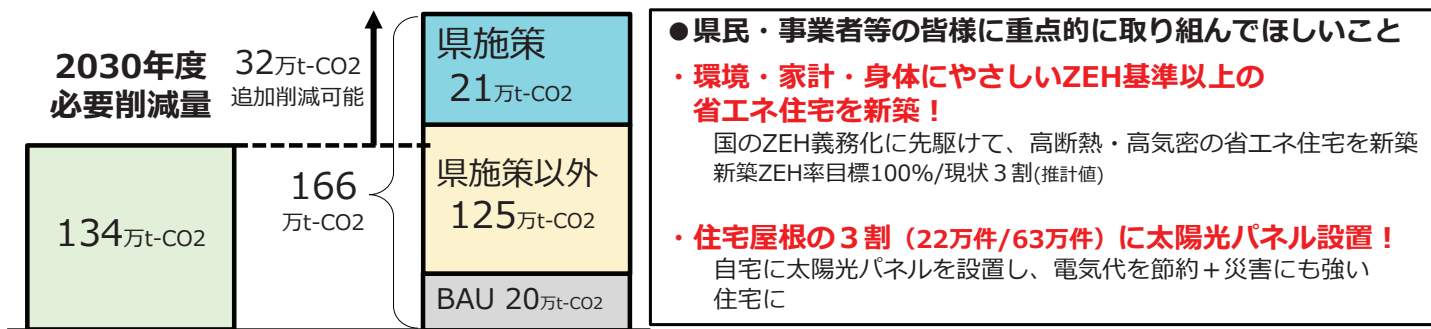 2030年度
必要削減量
32万t-CO2
追加削減可能
134万t-CO2
166
万t-CO2
県施策
21万t-CO2
県施策以外
125万t-CO2
BAU 20万t-CO2
●県民・事業者等の皆様に重点的に取り組んでほしいこと
・環境・家計・身体にやさしいZEH基準以上の
省エネ住宅を新築！
国のZEH義務化に先駆けて、高断熱・高気密の省エネ住宅を新築
新築ZEH率目標100%/現状３割(推計値)
・住宅屋根の３割（22万件/63万件）に太陽光パネル設置！
自宅に太陽光パネルを設置し、電気代を節約＋災害にも強い
住宅に